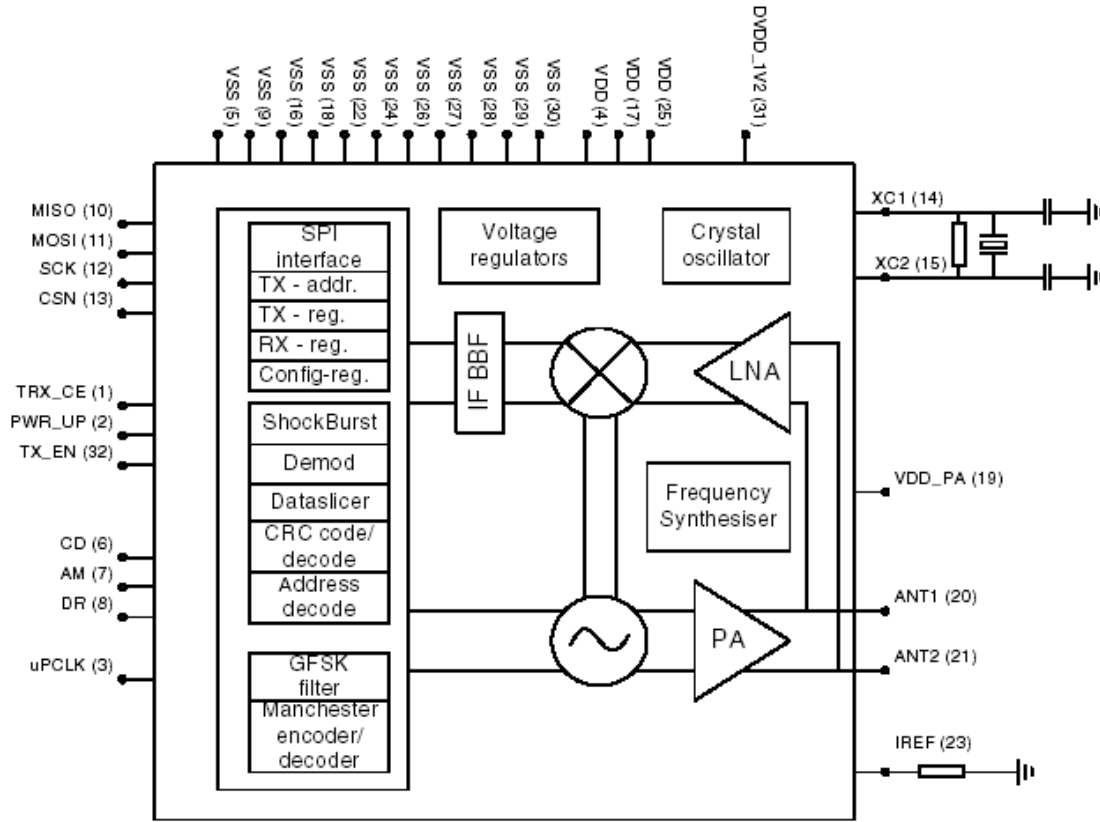 VSS (5)
VSS (9)
VSS (16)
VSS (18)
VSS (22)
VSS (24)
VSS (26)
VSS (27)
VSS (28)
VSS (29)
VSS (30)
VDD (4)
VDD (17)
VDD (25)
DVDD_1V2 (31)
MISO (10)
MOSI (11)
SCK (12)
CSN (13)
TRX_CE (1)
PWR_UP (2)
TX_EN (32)
CD (6)
AM (7)
DR (8)
uPCLK (3)
SPI
interface
TX - addr.
TX - reg.
RX - reg.
Config-reg.
ShockBurst
Demod
Dataslicer
CRC code/
decode
Address
decode
GFSK
filter
Manchester
encoder/
decoder
Voltage
regulators
Crystal
oscillator
IF BBF
LNA
Frequency
Synthesiser
PA
XC1 (14)
XC2 (15)
VDD_PA (19)
ANT1 (20)
ANT2 (21)
IREF (23)